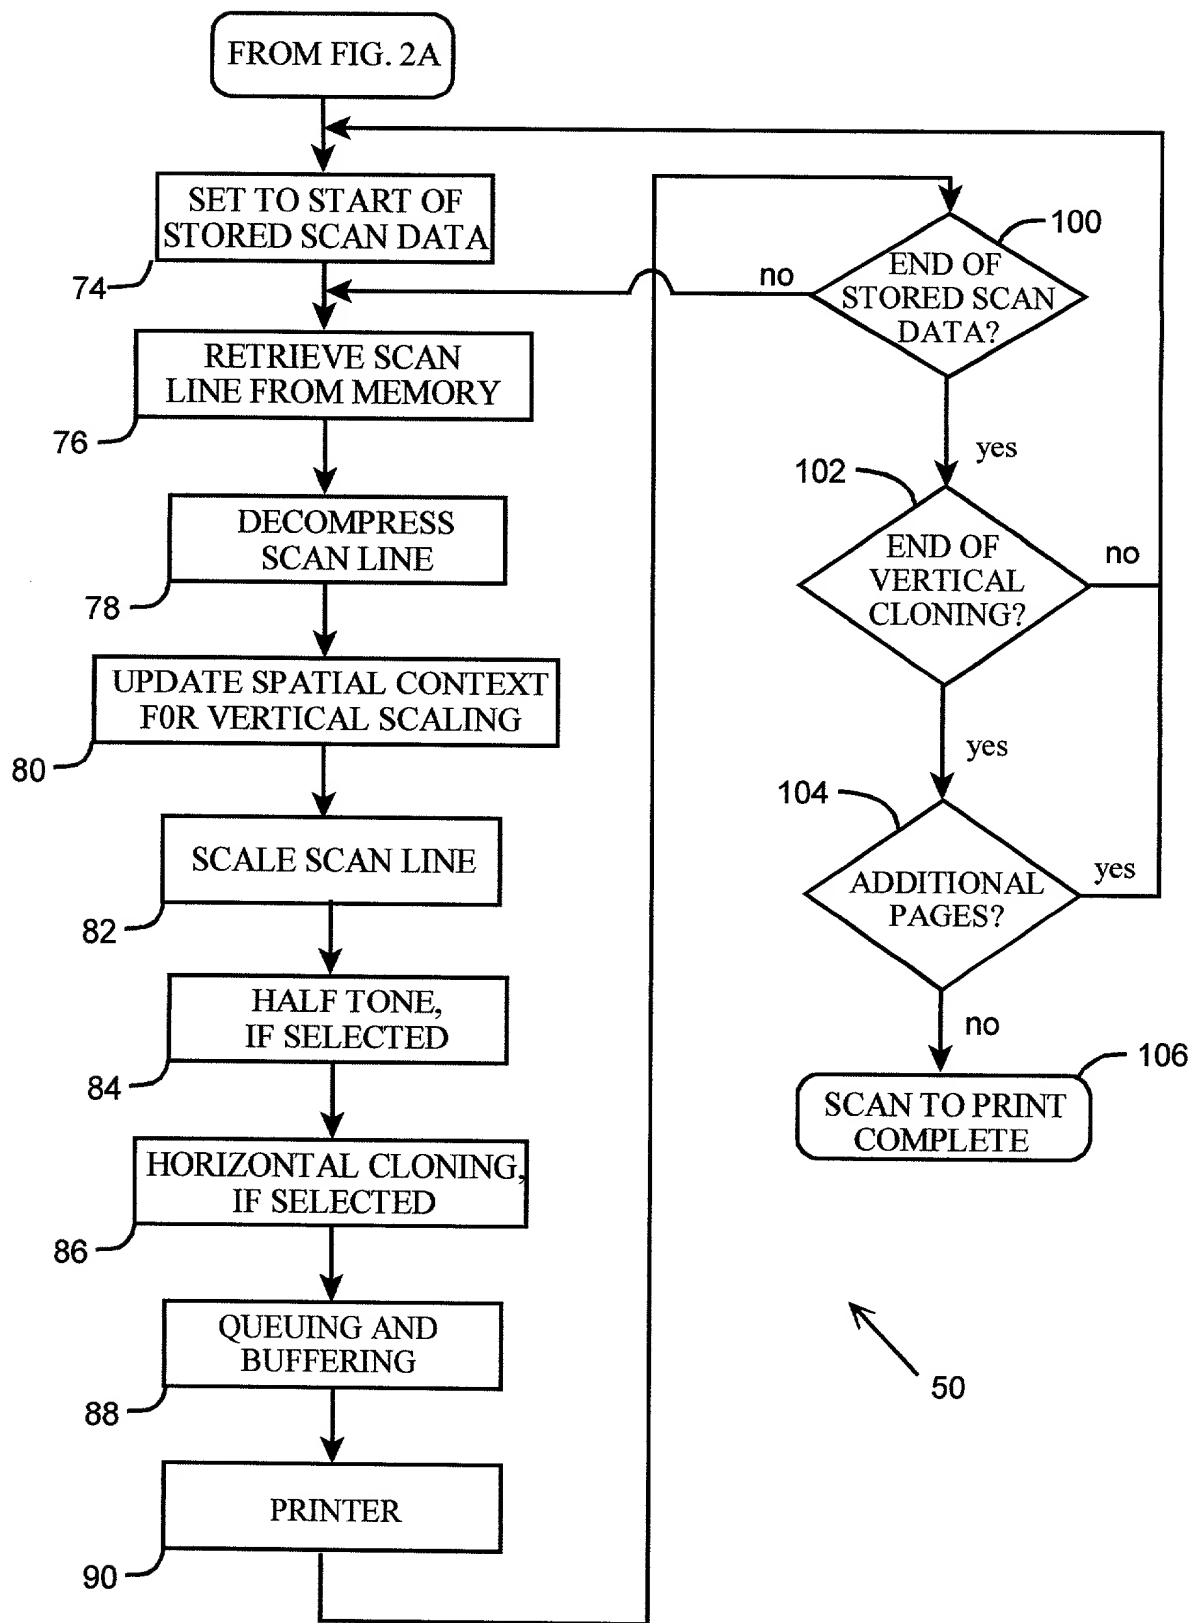 FROM FIG. 2A
SET TO START OF
STORED SCAN DATA
74
RETRIEVE SCAN
LINE FROM MEMORY
76
DECOMPRESS
SCAN LINE
78
UPDATE SPATIAL CONTEXT
F0R VERTICAL SCALING
80
SCALE SCAN LINE
82
HALF TONE,
IF SELECTED
84
HORIZONTAL CLONING,
IF SELECTED
86
QUEUING AND
BUFFERING
88
PRINTER
90
100
END OF
STORED SCAN
DATA?
no
yes
102
END OF
VERTICAL
CLONING?
no
yes
104
ADDITIONAL
PAGES?
yes
no
106
SCAN TO PRINT
COMPLETE
50